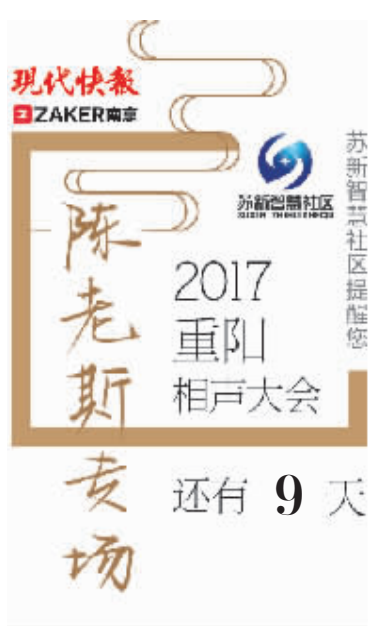 现代快报
ZAKER南京
苏新智慧社区
SUXIN ZHIHUISHEQU
苏新智慧社区提醒您
陈老斯专场
2017
重阳
相声大会
还有 9 天